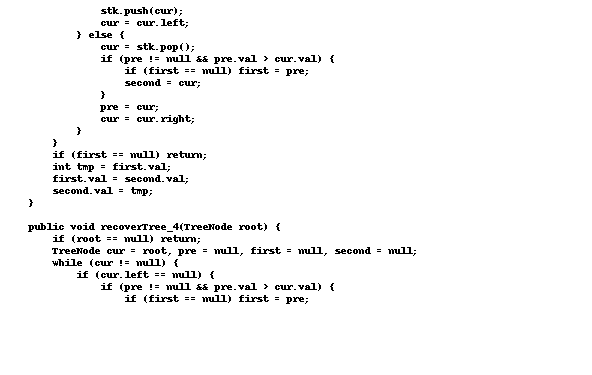 stk.push(cur);
            cur = cur.left;
        } else {
            cur = stk.pop();
            if (pre != null && pre.val > cur.val) {
                if (first == null) first = pre;
                second = cur;
            }
            pre = cur;
            cur = cur.right;
        }
    }
    if (first == null) return;
    int tmp = first.val;
    first.val = second.val;
    second.val = tmp;
}

public void recoverTree_4(TreeNode root) {
    if (root == null) return;
    TreeNode cur = root, pre = null, first = null, second = null;
    while (cur != null) {
        if (cur.left == null) {
            if (pre != null && pre.val > cur.val) {
                if (first == null) first = pre;